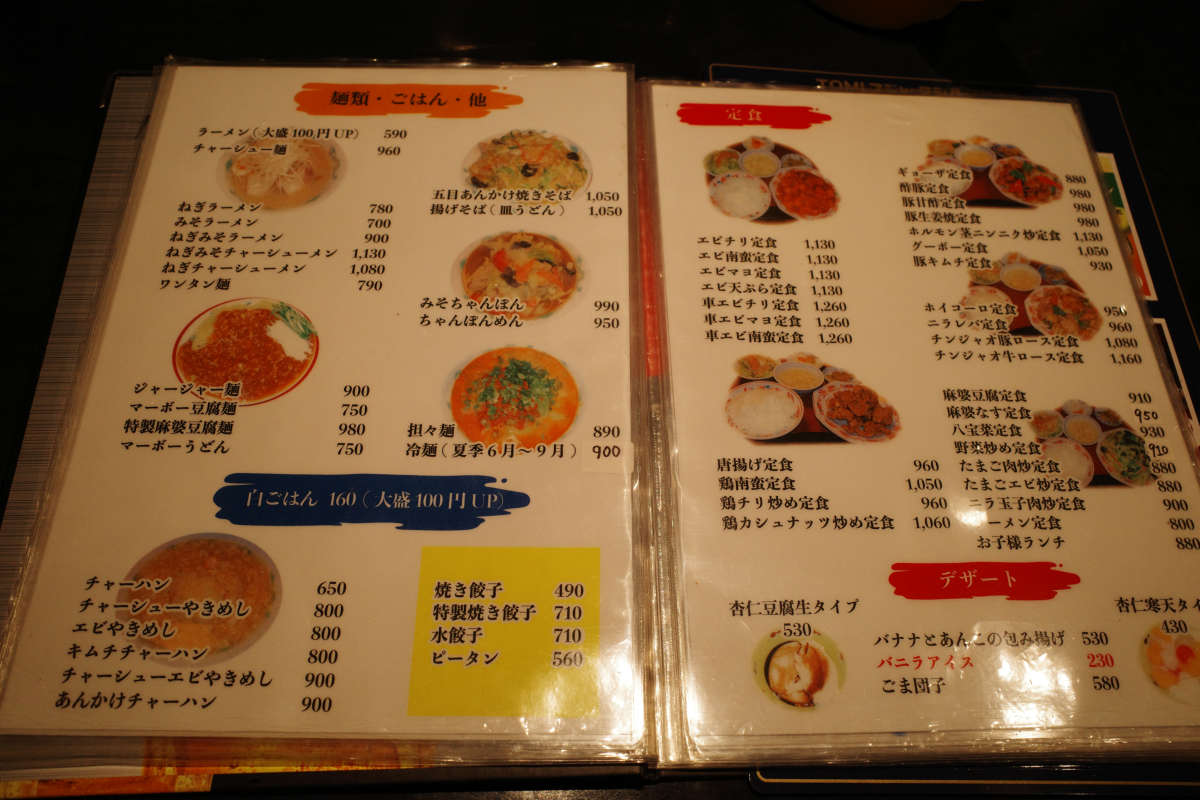 麺類・ごはん・他
ラーメン(大盛100円UP) 590
チャーシュー麺 960
ねぎラーメン 780
みそラーメン 700
ねぎみそラーメン 900
ねぎみそチャーシューメン 1,130
ねぎチャーシューメン 1,080
ワンタン麺 790
ジャージャー麺 900
マーボー豆腐麺 750
特製麻婆豆腐麺 980
マーボーうどん 750
五目あんかけ焼きそば 1,050
揚げそば(皿うどん) 1,050
みそちゃんぽん 990
ちゃんぽんめん 950
担々麺 890
冷麺(夏季6月～9月) 900
白ごはん 160(大盛100円UP)
チャーハン 650
チャーシューやきめし 800
エビやきめし 800
キムチチャーハン 800
チャーシューエビやきめし 900
あんかけチャーハン 900
焼き餃子 490
特製焼き餃子 710
水餃子 710
ピータン 560
定食
エビチリ定食 1,130
エビ南蛮定食 1,130
エビマヨ定食 1,130
エビ天ぷら定食 1,130
車エビチリ定食 1,260
車エビマヨ定食 1,260
車エビ南蛮定食 1,260
唐揚げ定食 960
鶏南蛮定食 1,050
鶏チリ炒め定食 960
鶏カシュナッツ炒め定食 1,060
ギョーザ定食 880
酢豚定食 980
豚甘酢定食 980
豚生姜焼定食 980
ホルモン茎ニンニク炒定食 1,130
グーポー定食 1,050
豚キムチ定食 930
ホイコーロ定食 950
ニラレバ定食 960
チンジャオ豚ロース定食 1,080
チンジャオ牛ロース定食 1,160
麻婆豆腐定食 910
麻婆なす定食 950
八宝菜定食 930
野菜炒め定食 910
たまご肉炒定食 880
たまごエビ炒定食 880
ニラ玉子肉炒定食 900
ーメン定食 800
お子様ランチ 880
デザート
杏仁豆腐生タイプ
530
バナナとあんこの包み揚げ 530
バニラアイス 230
ごま団子 580
杏仁寒天タイ
430